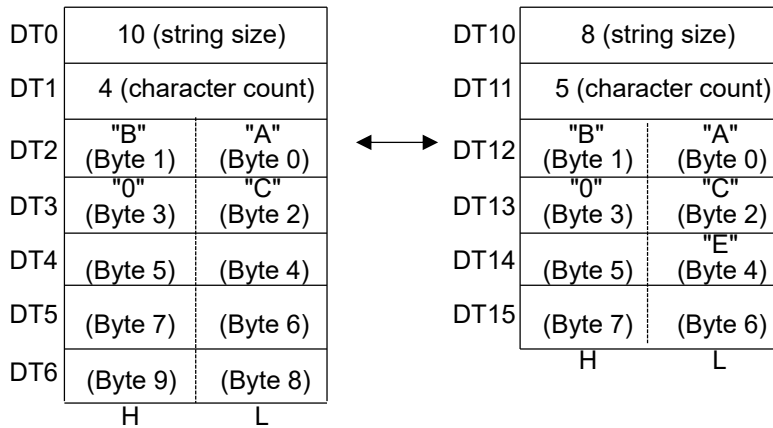 DT0 10 (string size)
DT1 4 (character count)
DT2 "B" (Byte 1) "A" (Byte 0)
DT3 "0" (Byte 3) "C" (Byte 2)
DT4 (Byte 5) (Byte 4)
DT5 (Byte 7) (Byte 6)
DT6 (Byte 9) (Byte 8)
H L
DT10 8 (string size)
DT11 5 (character count)
DT12 "B" (Byte 1) "A" (Byte 0)
DT13 "0" (Byte 3) "C" (Byte 2)
DT14 (Byte 5) "E" (Byte 4)
DT15 (Byte 7) (Byte 6)
H L